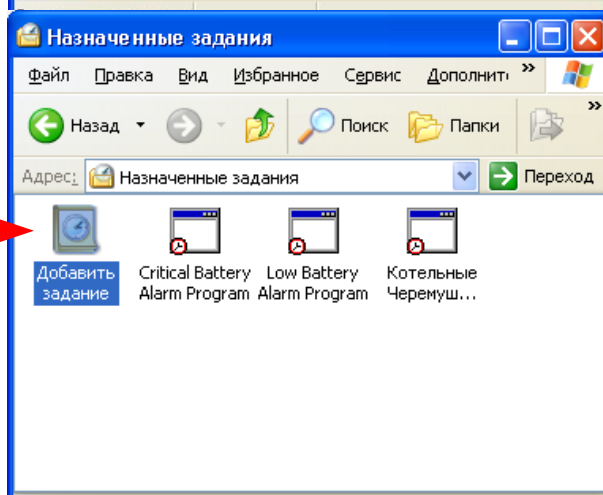 Назначенные задания
Файл Правка Вид Избранное Сервис Дополнит »
Назад Поиск Папки »
Адрес: Назначенные задания Переход
Добавить задание
Critical Battery Alarm Program
Low Battery Alarm Program
Котельные Черемуш...